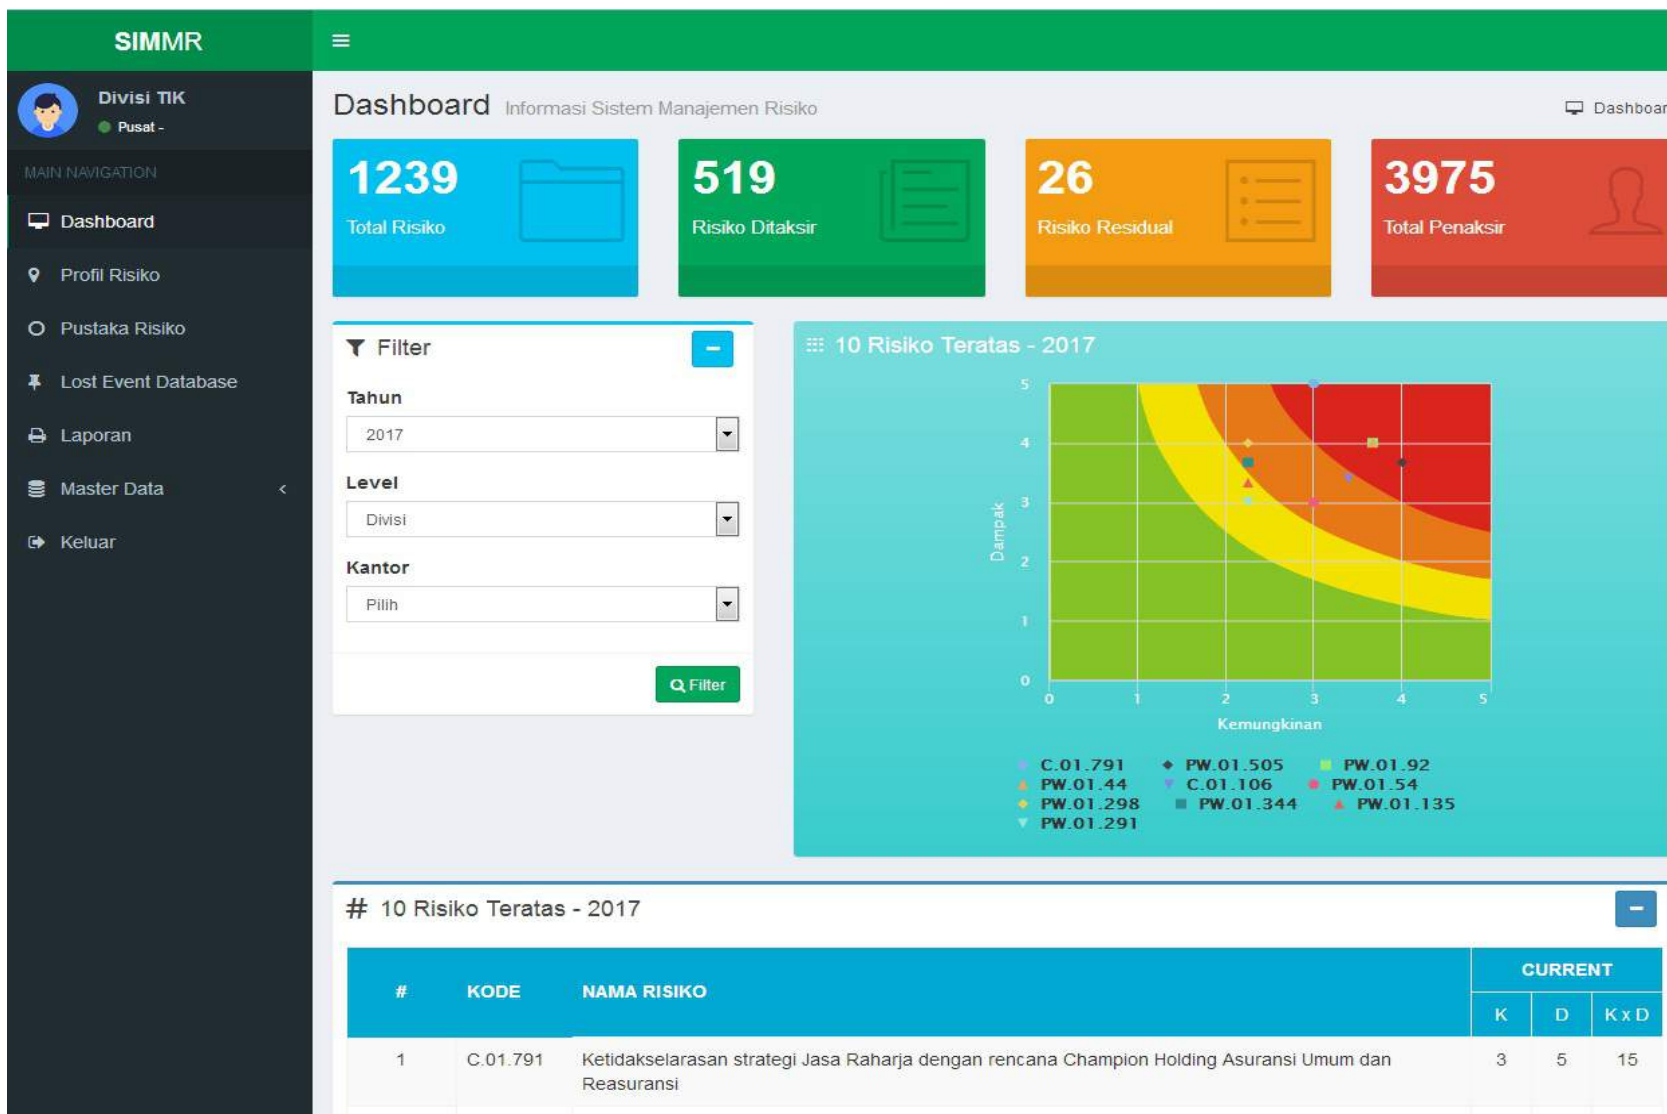 SIMMR
Divisi TIK
Pusat -
MAIN NAVIGATION
Dashboard
Profil Risiko
Pustaka Risiko
Lost Event Database
Laporan
Master Data
Keluar
Dashboard Informasi Sistem Manajemen Risiko
Dashboar
1239
Total Risiko
519
Risiko Ditaksir
26
Risiko Residual
3975
Total Penaksir
Filter
Tahun
2017
Level
Divisi
Kantor
Pilih
Filter
10 Risiko Teratas - 2017
5
4
3
2
1
0
Dampak
0 1 2 3 4 5
Kemungkinan
C.01.791 PW.01.505 PW.01.92
PW.01.44 C.01.106 PW.01.54
PW.01.298 PW.01.344 PW.01.135
PW.01.291
# 10 Risiko Teratas - 2017
# KODE NAMA RISIKO CURRENT
K D K x D
1 C.01.791 Ketidakselarasan strategi Jasa Raharja dengan rencana Champion Holding Asuransi Umum dan 3 5 15
Reasuransi